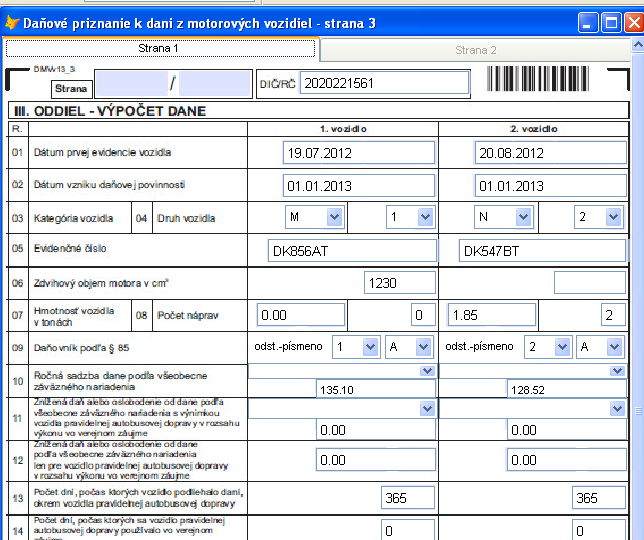 Daňové priznanie k dani z motorových vozidiel - strana 3
Strana 1 Strana 2
DMVv13_3
Strana / DIČ/RČ 2020221561
III. ODDIEL - VÝPOČET DANE
R. 1. vozidlo 2. vozidlo
01 Dátum prvej evidencie vozidla 19.07.2012 20.08.2012
02 Dátum vzniku daňovej povinnosti 01.01.2013 01.01.2013
03 Kategória vozidla 04 Druh vozidla M 1 N 2
05 Evidenčné číslo DK856AT DK547BT
06 Zdvihový objem motora v cm³ 1230
07 Hmotnosť vozidla v tonách 08 Počet náprav 0.00 0 1.85 2
09 Daňovník podľa § 85 odst.-písmeno 1 A odst.-písmeno 2 A
10 Ročná sadzba dane podľa všeobecne
záväzného nariadenia 135.10 128.52
11 Znížená daň alebo oslobodenie od dane podľa
všeobecne záväzného nariadenia s výnimkou
vozidla pravidelnej autobusovej dopravy v rozsahu
výkonu vo verejnom záujme 0.00 0.00
12 Znížená daň alebo oslobodenie od dane
podľa všeobecne záväzného nariadenia
len pre vozidlo pravidelnej autobusovej dopravy
v rozsahu výkonu vo verejnom záujme 0.00 0.00
13 Počet dní, počas ktorých vozidlo podliehalo dani,
okrem vozidla pravidelnej autobusovej dopravy 365 365
14 Počet dní, počas ktorých sa vozidlo pravidelnej
autobusovej dopravy používalo vo verejnom
záujme 0 0